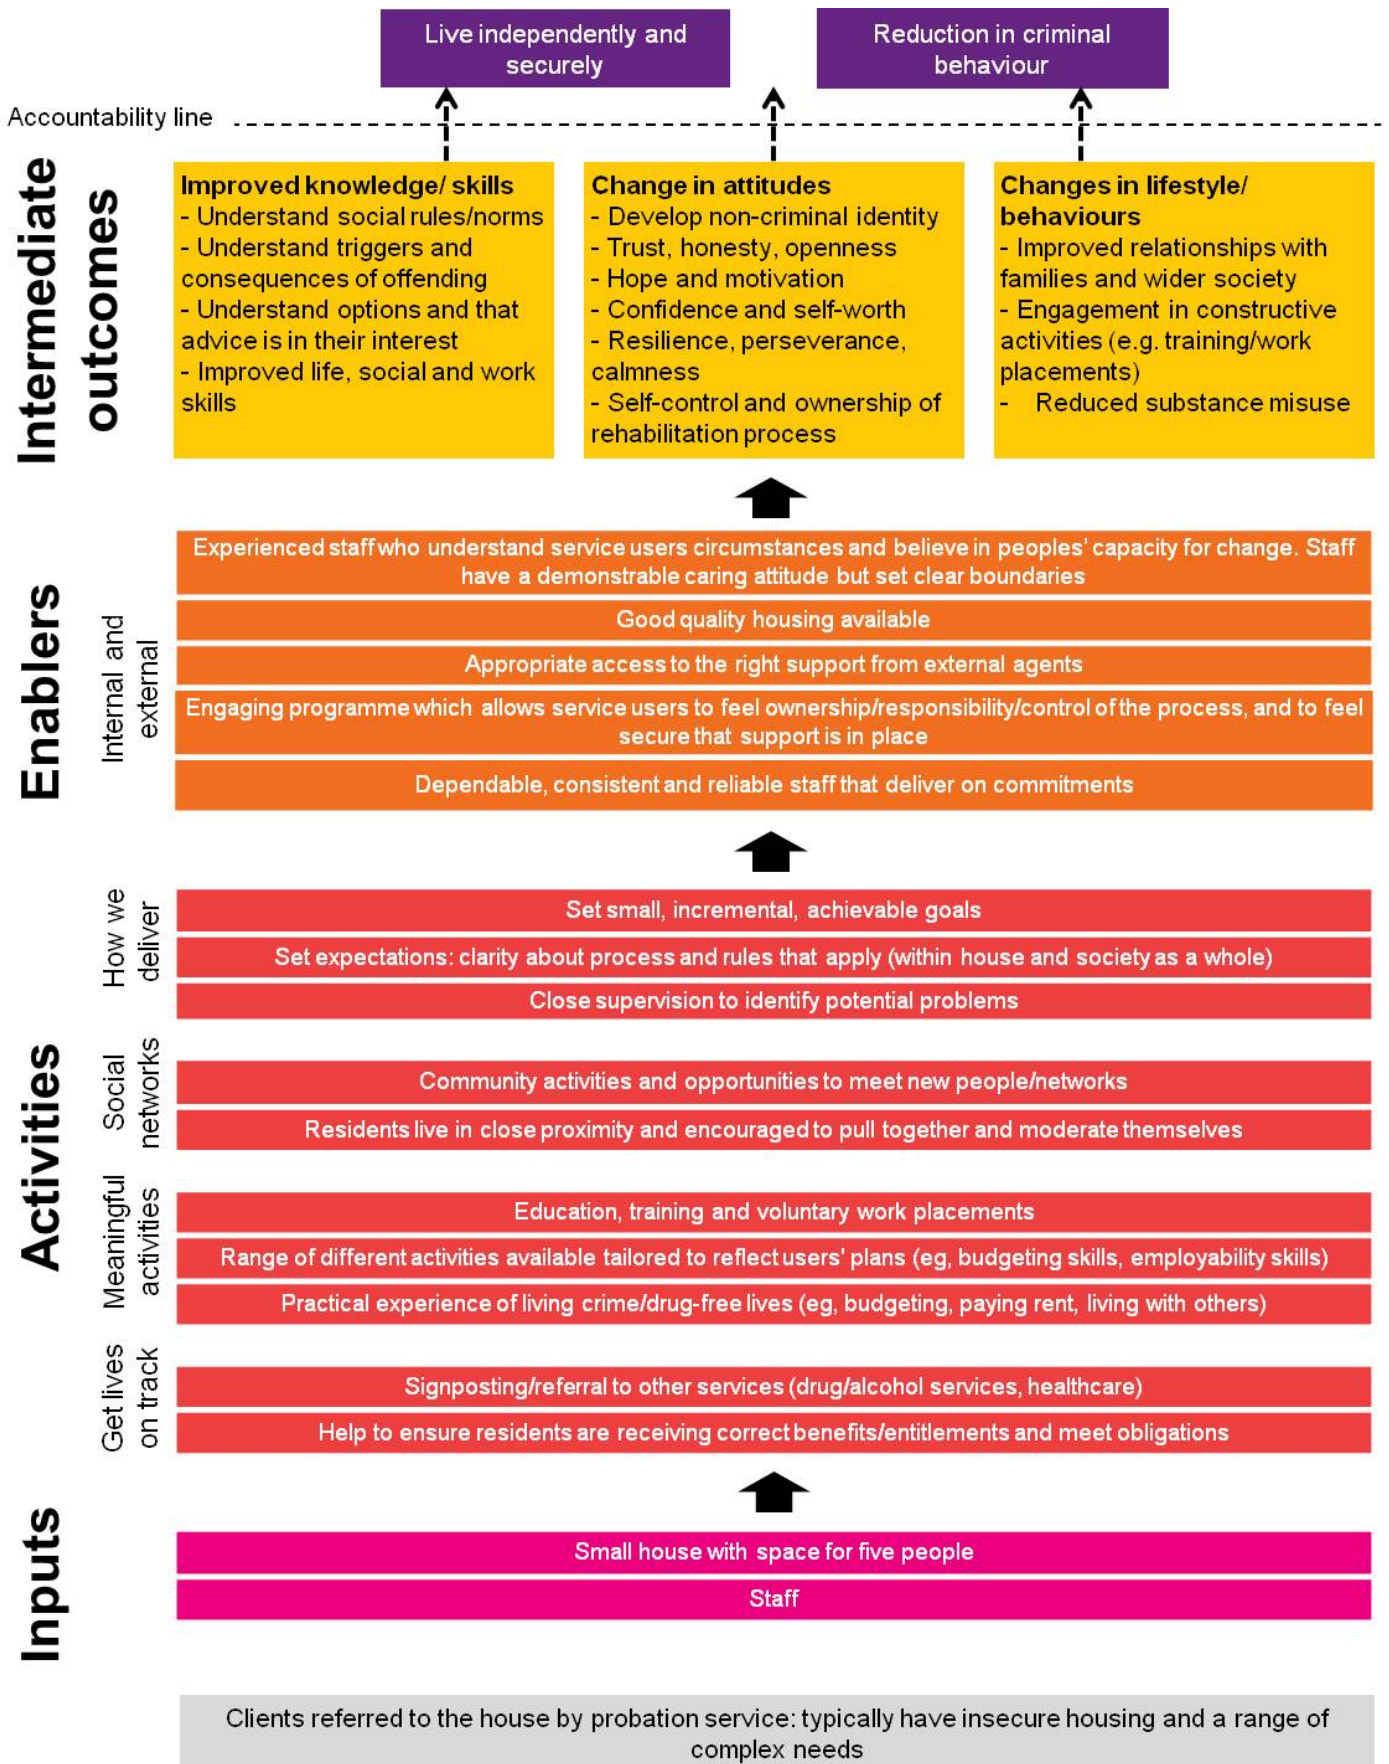 Live independently and
securely
Reduction in criminal
behaviour
Accountability line
Intermediate
outcomes
Improved knowledge/ skills
- Understand social rules/norms
- Understand triggers and
consequences of offending
- Understand options and that
advice is in their interest
- Improved life, social and work
skills
Change in attitudes
- Develop non-criminal identity
- Trust, honesty, openness
- Hope and motivation
- Confidence and self-worth
- Resilience, perseverance,
calmness
- Self-control and ownership of
rehabilitation process
Changes in lifestyle/
behaviours
- Improved relationships with
families and wider society
- Engagement in constructive
activities (e.g. training/work
placements)
- Reduced substance misuse
Enablers
Internal and
external
Experienced staff who understand service users circumstances and believe in peoples' capacity for change. Staff
have a demonstrable caring attitude but set clear boundaries
Good quality housing available
Appropriate access to the right support from external agents
Engaging programme which allows service users to feel ownership/responsibility/control of the process, and to feel
secure that support is in place
Dependable, consistent and reliable staff that deliver on commitments
Activities
How we
deliver
Set small, incremental, achievable goals
Set expectations: clarity about process and rules that apply (within house and society as a whole)
Close supervision to identify potential problems
Social
networks
Community activities and opportunities to meet new people/networks
Residents live in close proximity and encouraged to pull together and moderate themselves
Meaningful
activities
Education, training and voluntary work placements
Range of different activities available tailored to reflect users' plans (eg, budgeting skills, employability skills)
Practical experience of living crime/drug-free lives (eg, budgeting, paying rent, living with others)
Get lives
on track
Signposting/referral to other services (drug/alcohol services, healthcare)
Help to ensure residents are receiving correct benefits/entitlements and meet obligations
Inputs
Small house with space for five people
Staff
Clients referred to the house by probation service: typically have insecure housing and a range of
complex needs